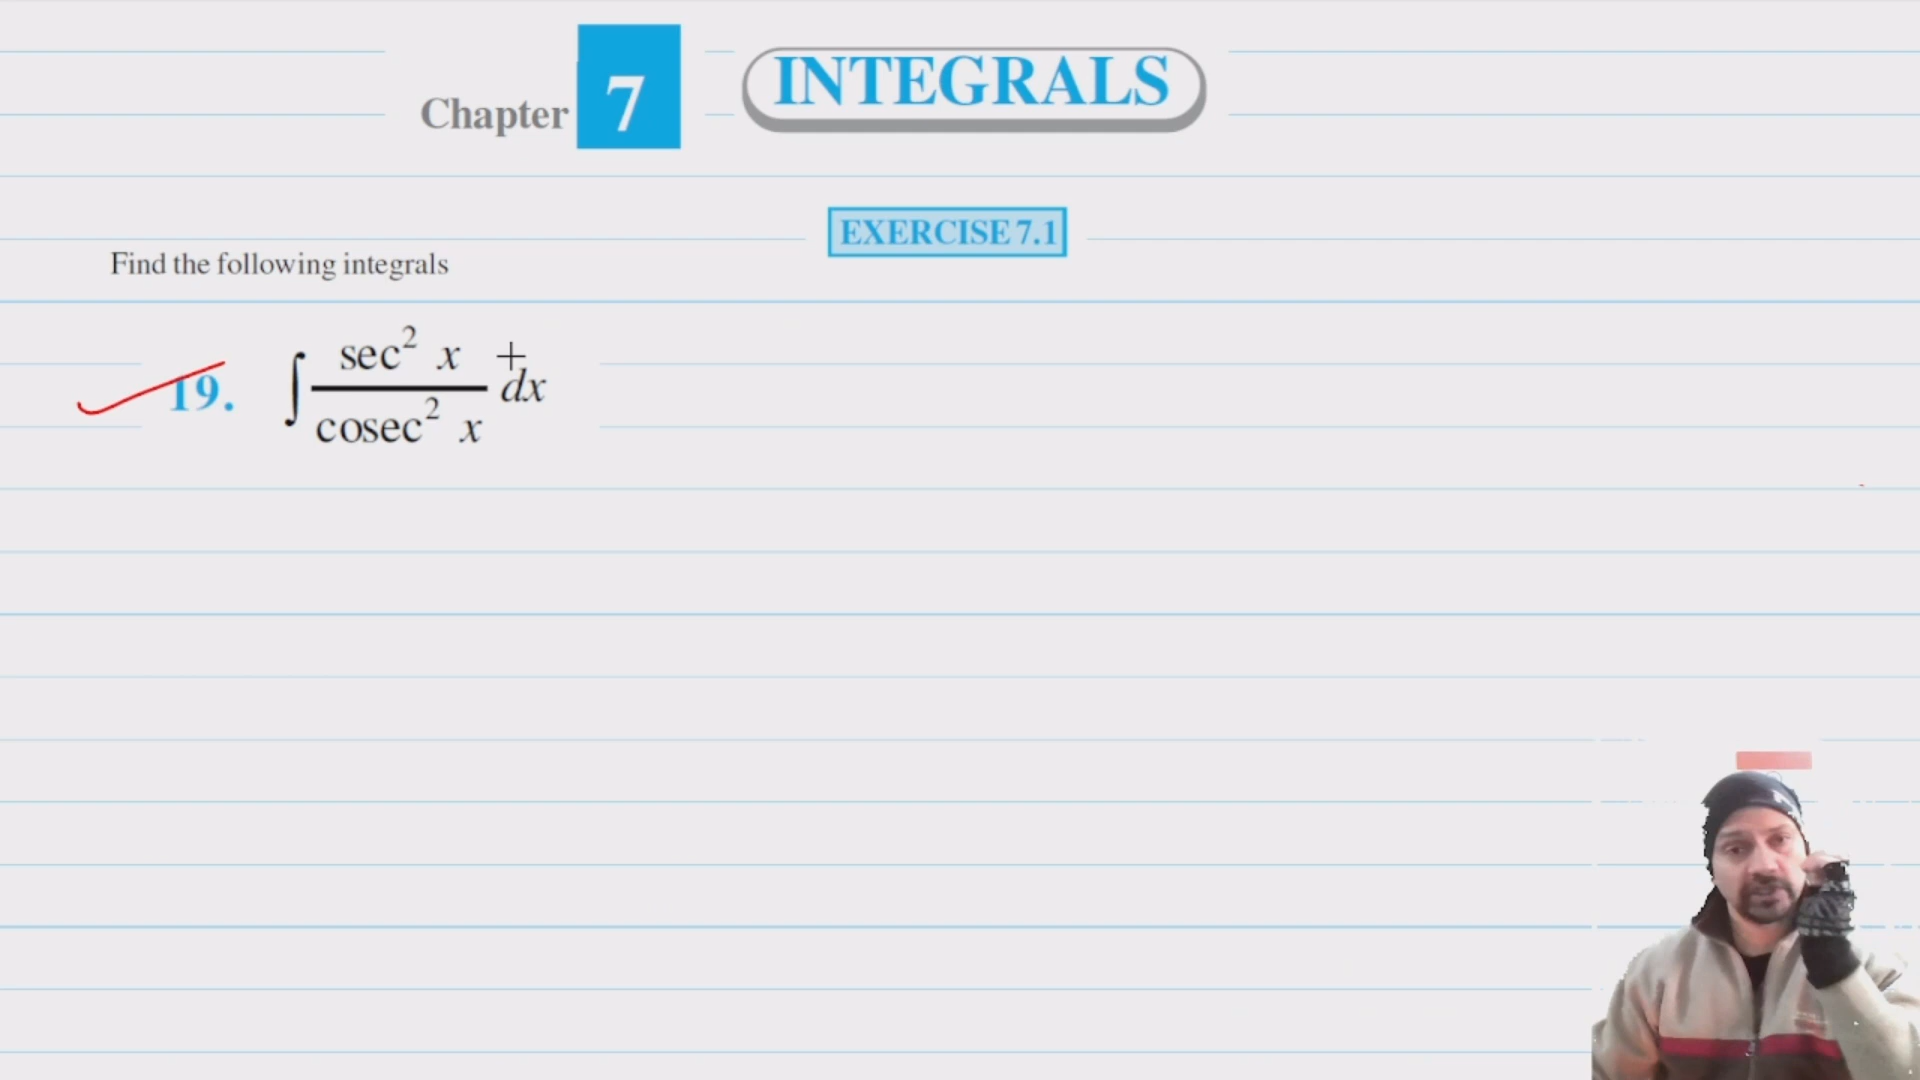 Chapter 7 INTEGRALS
EXERCISE 7.1
Find the following integrals
19. ∫ sec² x / cosec² x dx